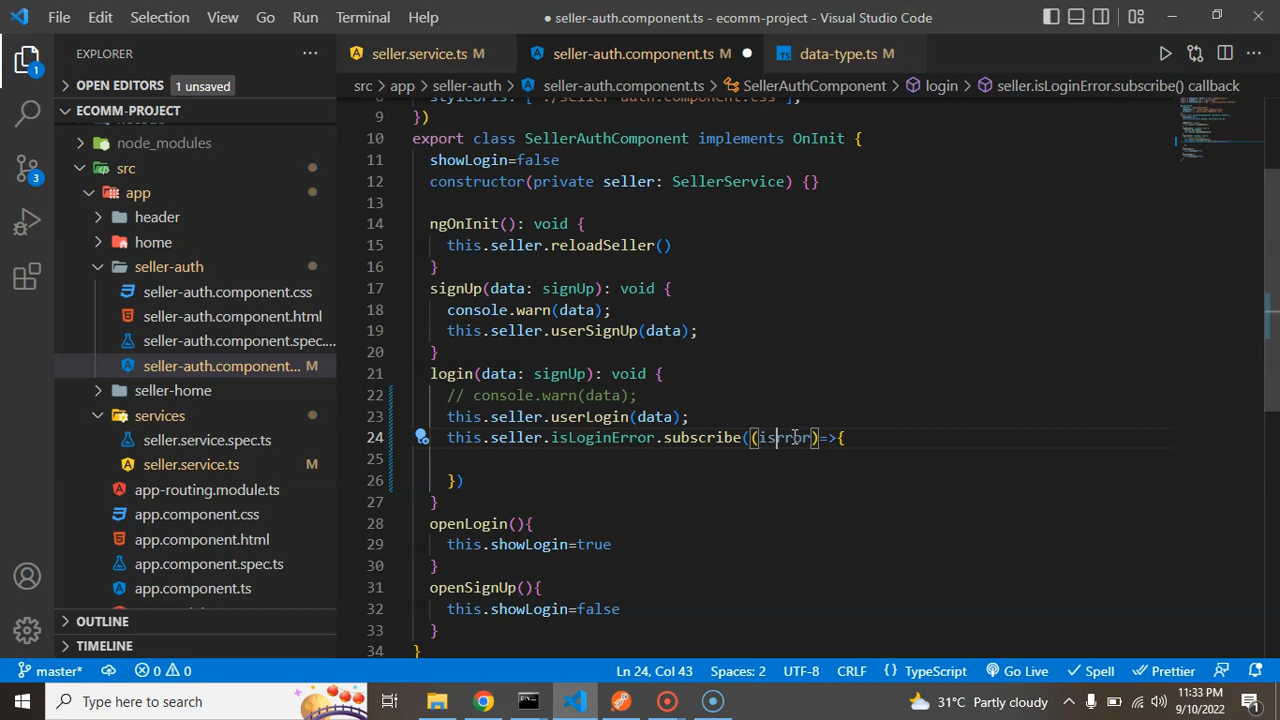 File Edit Selection View Go Run Terminal Help
● seller-auth.component.ts - ecomm-project - Visual Studio Code
EXPLORER
seller.service.ts M
seller-auth.component.ts M
data-type.ts M
OPEN EDITORS 1 unsaved
src > app > seller-auth > seller-auth.component.ts > SellerAuthComponent > login > seller.isLoginError.subscribe() callback
ECOMM-PROJECT
node_modules
src
app
header
home
seller-auth
seller-auth.component.css
seller-auth.component.html
seller-auth.component.spec....
seller-auth.component... M
seller-home
services
seller.service.spec.ts
seller.service.ts M
app-routing.module.ts
app.component.css
app.component.html
app.component.spec.ts
app.component.ts
OUTLINE
TIMELINE
9 })
10 export class SellerAuthComponent implements OnInit {
11 showLogin=false
12 constructor(private seller: SellerService) {}
13
14 ngOnInit(): void {
15 this.seller.reloadSeller()
16 }
17 signUp(data: signUp): void {
18 console.warn(data);
19 this.seller.userSignUp(data);
20 }
21 login(data: signUp): void {
22 // console.warn(data);
23 this.seller.userLogin(data);
24 this.seller.isLoginError.subscribe((isrror)=>{
25
26 })
27 }
28 openLogin(){
29 this.showLogin=true
30 }
31 openSignUp(){
32 this.showLogin=false
33 }
34 }
1
3
master* 0 0
Ln 24, Col 43 Spaces: 2 UTF-8 CRLF {} TypeScript Go Live Spell Prettier
Type here to search
31°C Partly cloudy
11:33 PM
9/10/2022
1